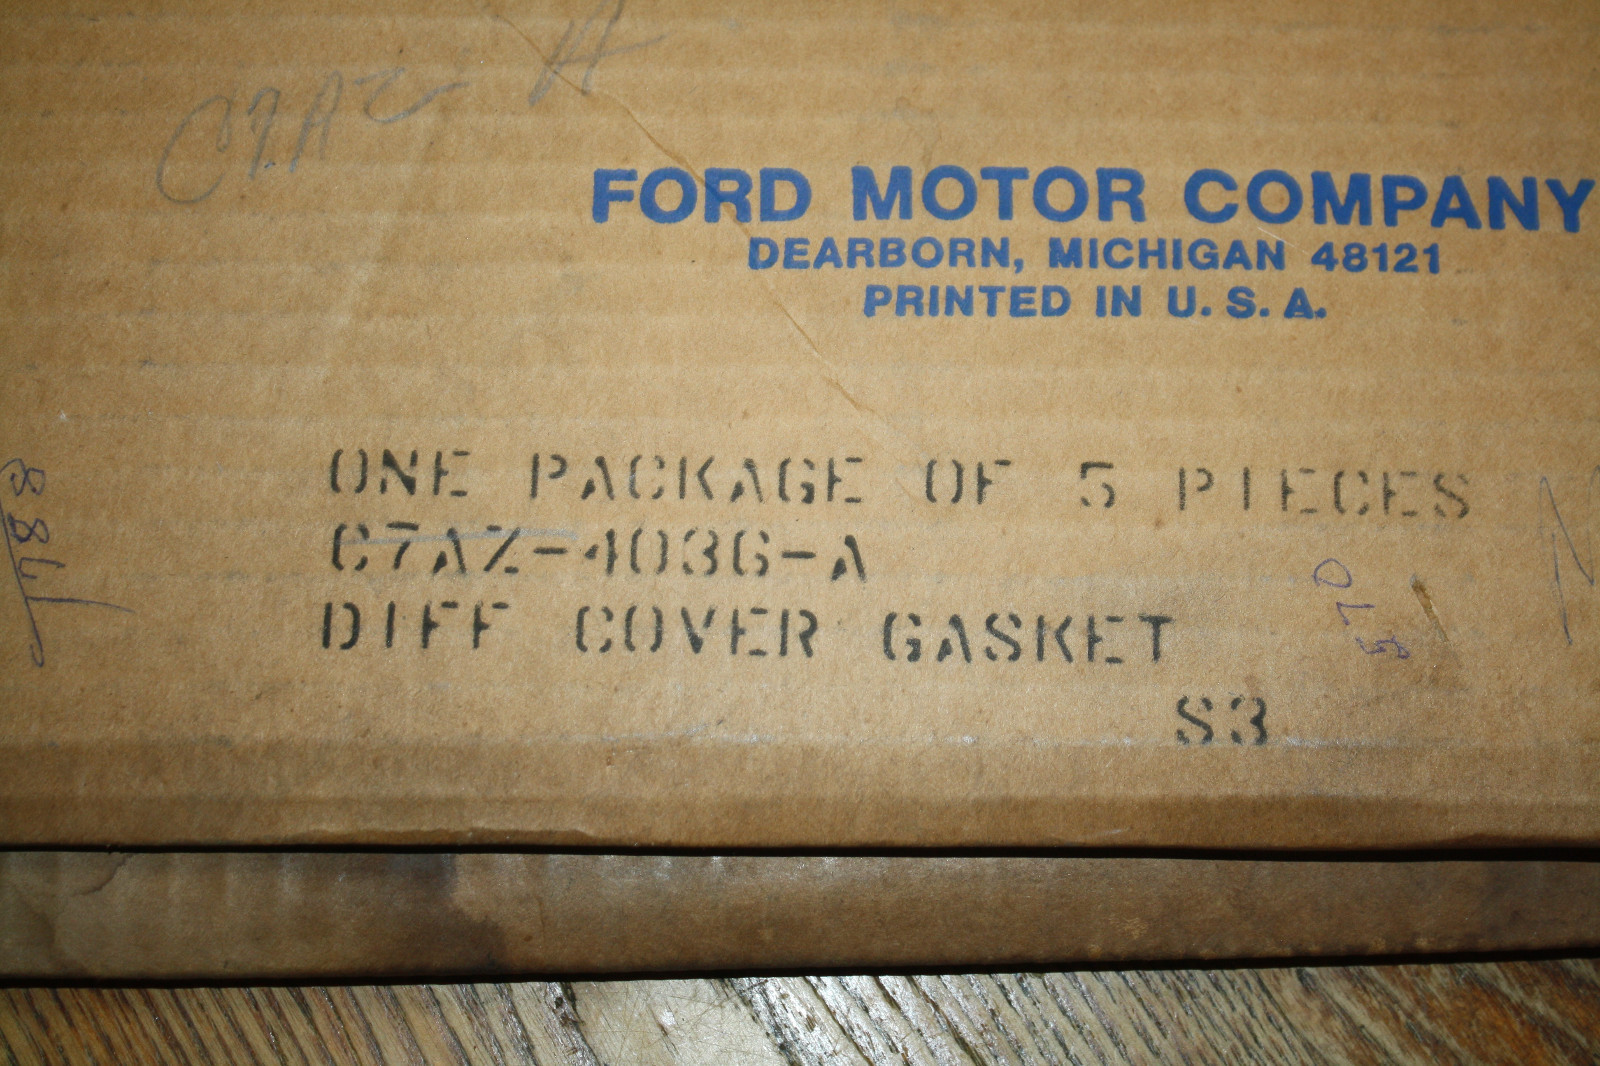 C7AZ A
FORD MOTOR COMPANY
DEARBORN, MICHIGAN 48121
PRINTED IN U. S. A.
ONE PACKAGE OF 5 PIECES
C7AZ-4036-A
DIFF COVER GASKET
S3
570